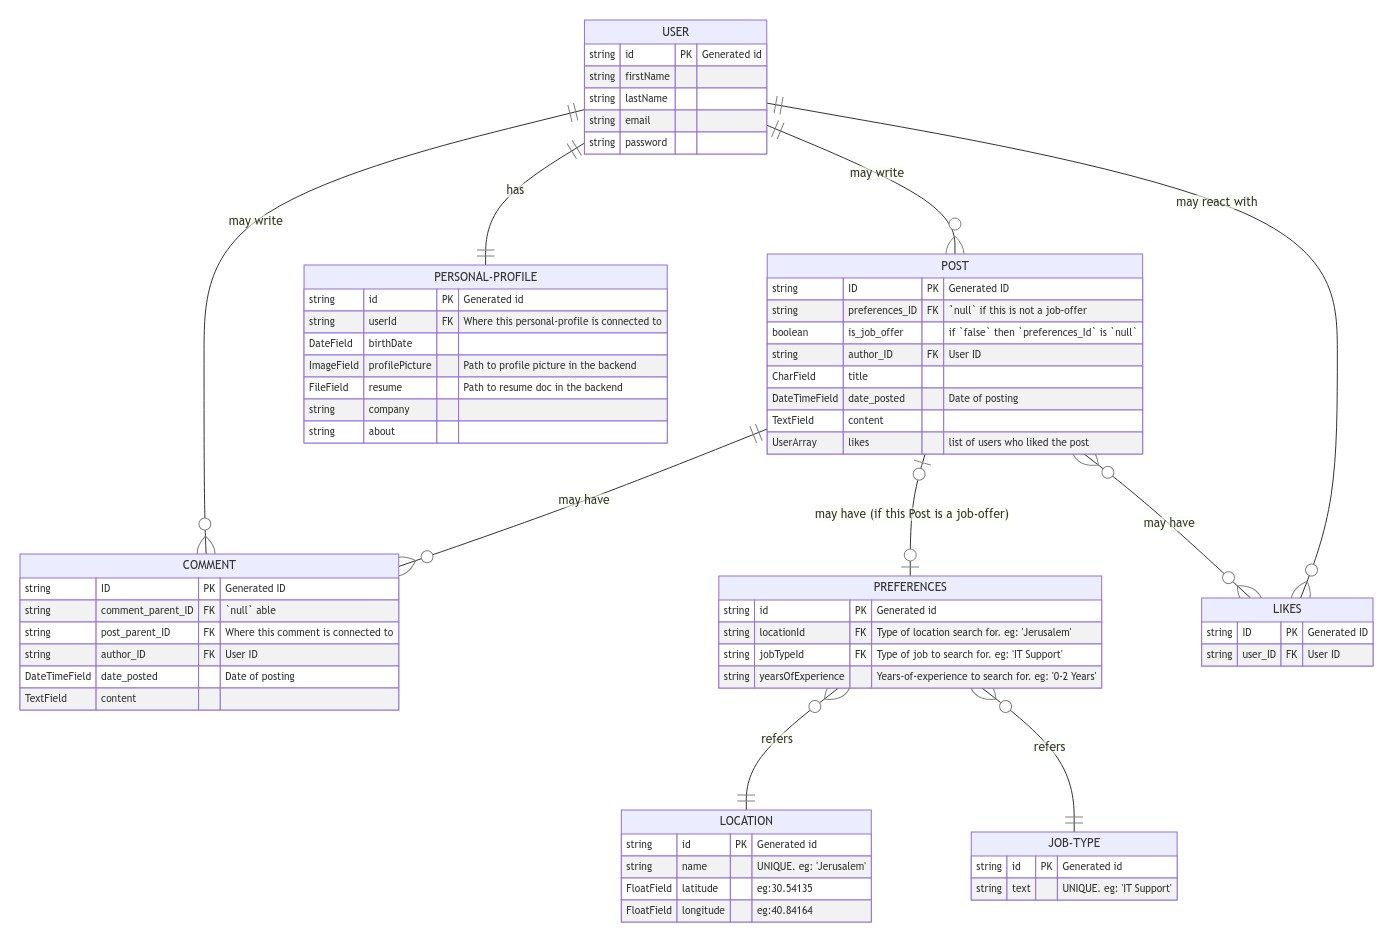 USER
string id PK Generated id
string firstName
string lastName
string email
string password
may write
has
may write
may react with
PERSONAL-PROFILE
string id PK Generated id
string userId FK Where this personal-profile is connected to
DateField birthDate
ImageField profilePicture Path to profile picture in the backend
FileField resume Path to resume doc in the backend
string company
string about
POST
string ID PK Generated ID
string preferences_ID FK `null` if this is not a job-offer
boolean is_job_offer if `false` then `preferences_Id` is `null`
string author_ID FK User ID
CharField title
DateTimeField date_posted Date of posting
TextField content
UserArray likes list of users who liked the post
may have
may have (if this Post is a job-offer)
may have
COMMENT
string ID PK Generated ID
string comment_parent_ID FK `null` able
string post_parent_ID FK Where this comment is connected to
string author_ID FK User ID
DateTimeField date_posted Date of posting
TextField content
PREFERENCES
string id PK Generated id
string locationId FK Type of location search for. eg: 'Jerusalem'
string jobTypeId FK Type of job to search for. eg: 'IT Support'
string yearsOfExperience Years-of-experience to search for. eg: '0-2 Years'
LIKES
string ID PK Generated ID
string user_ID FK User ID
refers
refers
LOCATION
string id PK Generated id
string name UNIQUE. eg: 'Jerusalem'
FloatField latitude eg:30.54135
FloatField longitude eg:40.84164
JOB-TYPE
string id PK Generated id
string text UNIQUE. eg: 'IT Support'